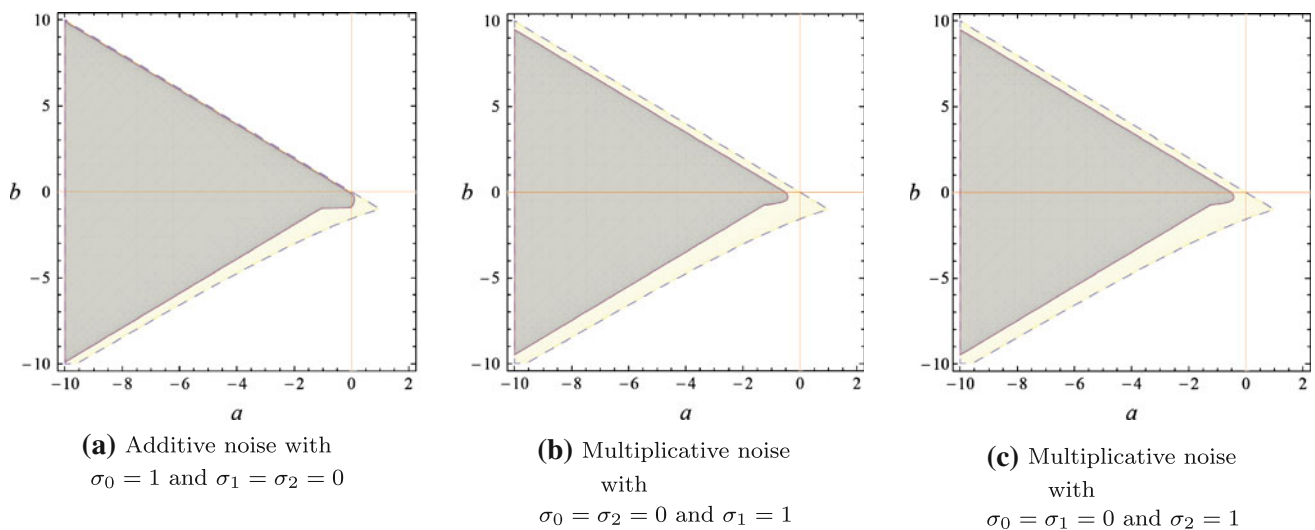 10
5
b 0
−5
−10
−10 −8 −6 −4 −2 0 2
a
(a) Additive noise with
σ₀ = 1 and σ₁ = σ₂ = 0
10
5
b 0
−5
−10
−10 −8 −6 −4 −2 0 2
a
(b) Multiplicative noise
with
σ₀ = σ₂ = 0 and σ₁ = 1
10
5
b 0
−5
−10
−10 −8 −6 −4 −2 0 2
a
(c) Multiplicative noise
with
σ₀ = σ₁ = 0 and σ₂ = 1